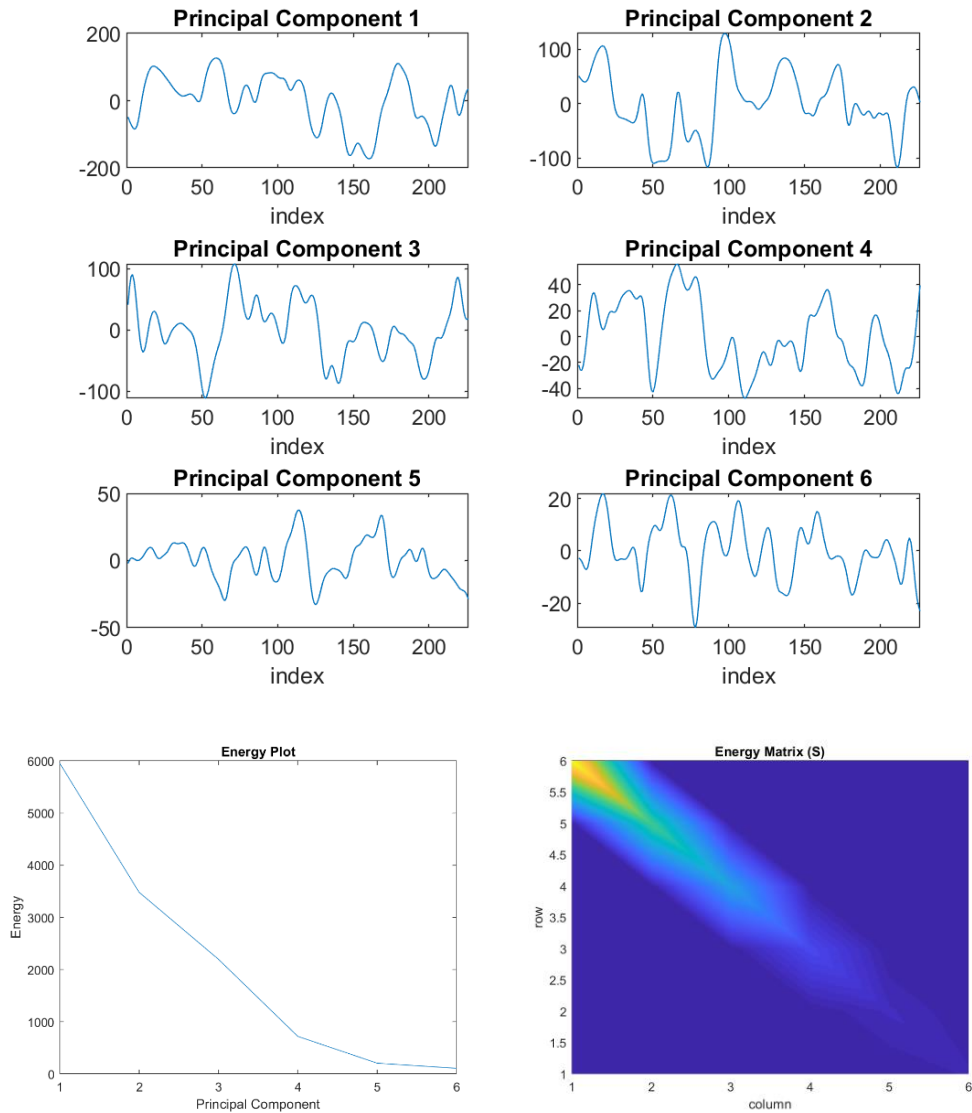 Principal Component 1
200
100
0
-100
-200
0 50 100 150 200
index
Principal Component 2
100
0
-100
0 50 100 150 200
index
Principal Component 3
100
0
-100
0 50 100 150 200
index
Principal Component 4
40
20
0
-20
-40
0 50 100 150 200
index
Principal Component 5
50
0
-50
0 50 100 150 200
index
Principal Component 6
20
0
-20
0 50 100 150 200
index
Energy Plot
6000
5000
4000
3000
2000
1000
0
1 2 3 4 5 6
Energy
Principal Component
Energy Matrix (S)
6
5.5
5
4.5
4
3.5
3
2.5
2
1.5
1
1 2 3 4 5 6
row
column